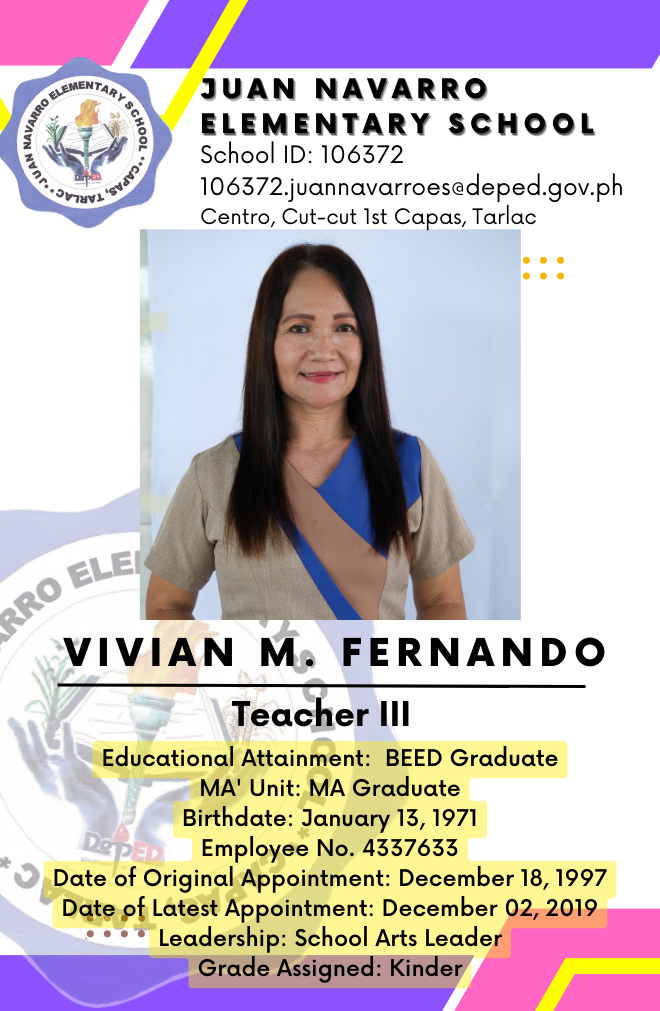 JUAN NAVARRO
ELEMENTARY SCHOOL
School ID: 106372
106372.juannavarroes@deped.gov.ph
Centro, Cut-cut 1st Capas, Tarlac
JUAN NAVARRO ELEMENTARY SCHOOL * CAPAS, TARLAC *
DepED
VIVIAN M. FERNANDO
Teacher III
Educational Attainment: BEED Graduate
MA' Unit: MA Graduate
Birthdate: January 13, 1971
Employee No. 4337633
Date of Original Appointment: December 18, 1997
Date of Latest Appointment: December 02, 2019
Leadership: School Arts Leader
Grade Assigned: Kinder
DepED